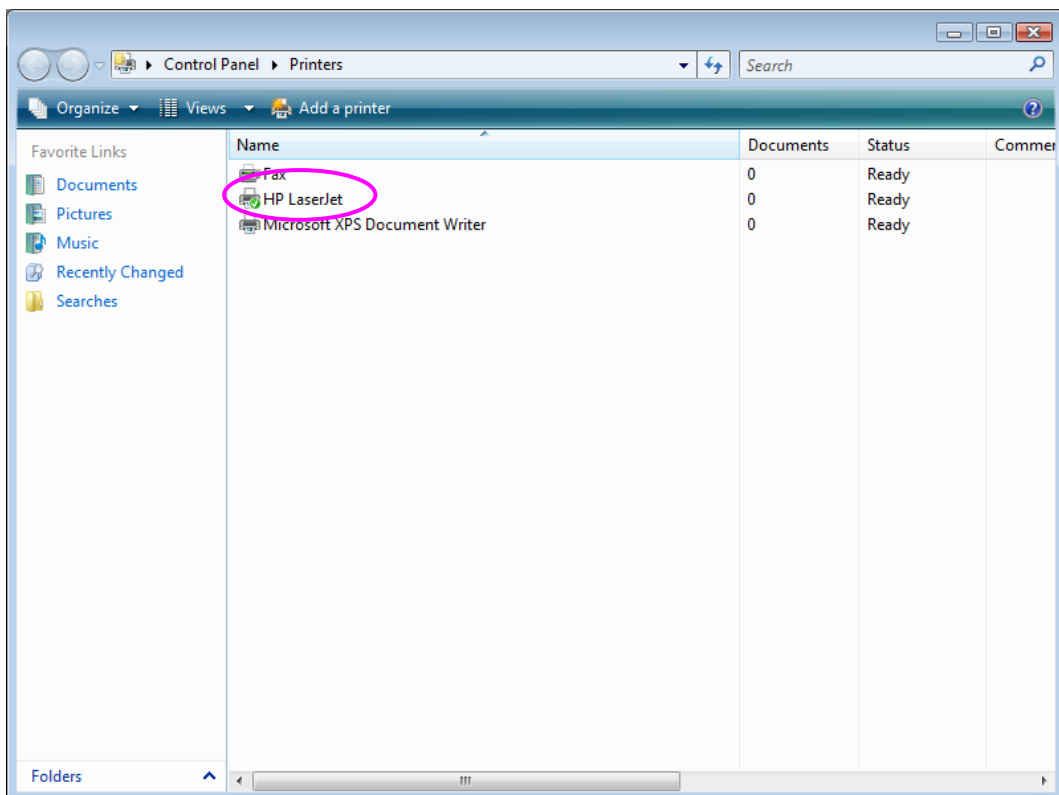 Control Panel Printers
Search
Organize Views Add a printer
Favorite Links
Documents
Pictures
Music
Recently Changed
Searches
Folders
Name Documents Status Commen
Fax 0 Ready
HP LaserJet 0 Ready
Microsoft XPS Document Writer 0 Ready